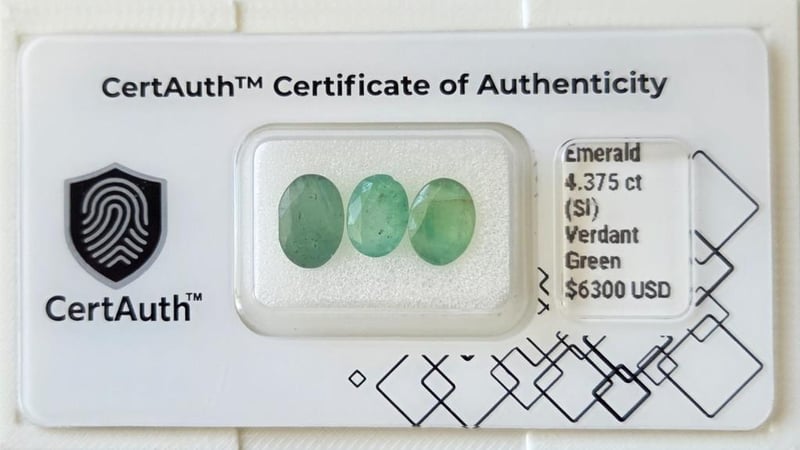 CertAuth™ Certificate of Authenticity
CertAuth™
Emerald
4.375 ct
(SI)
Verdant
Green
$6300 USD